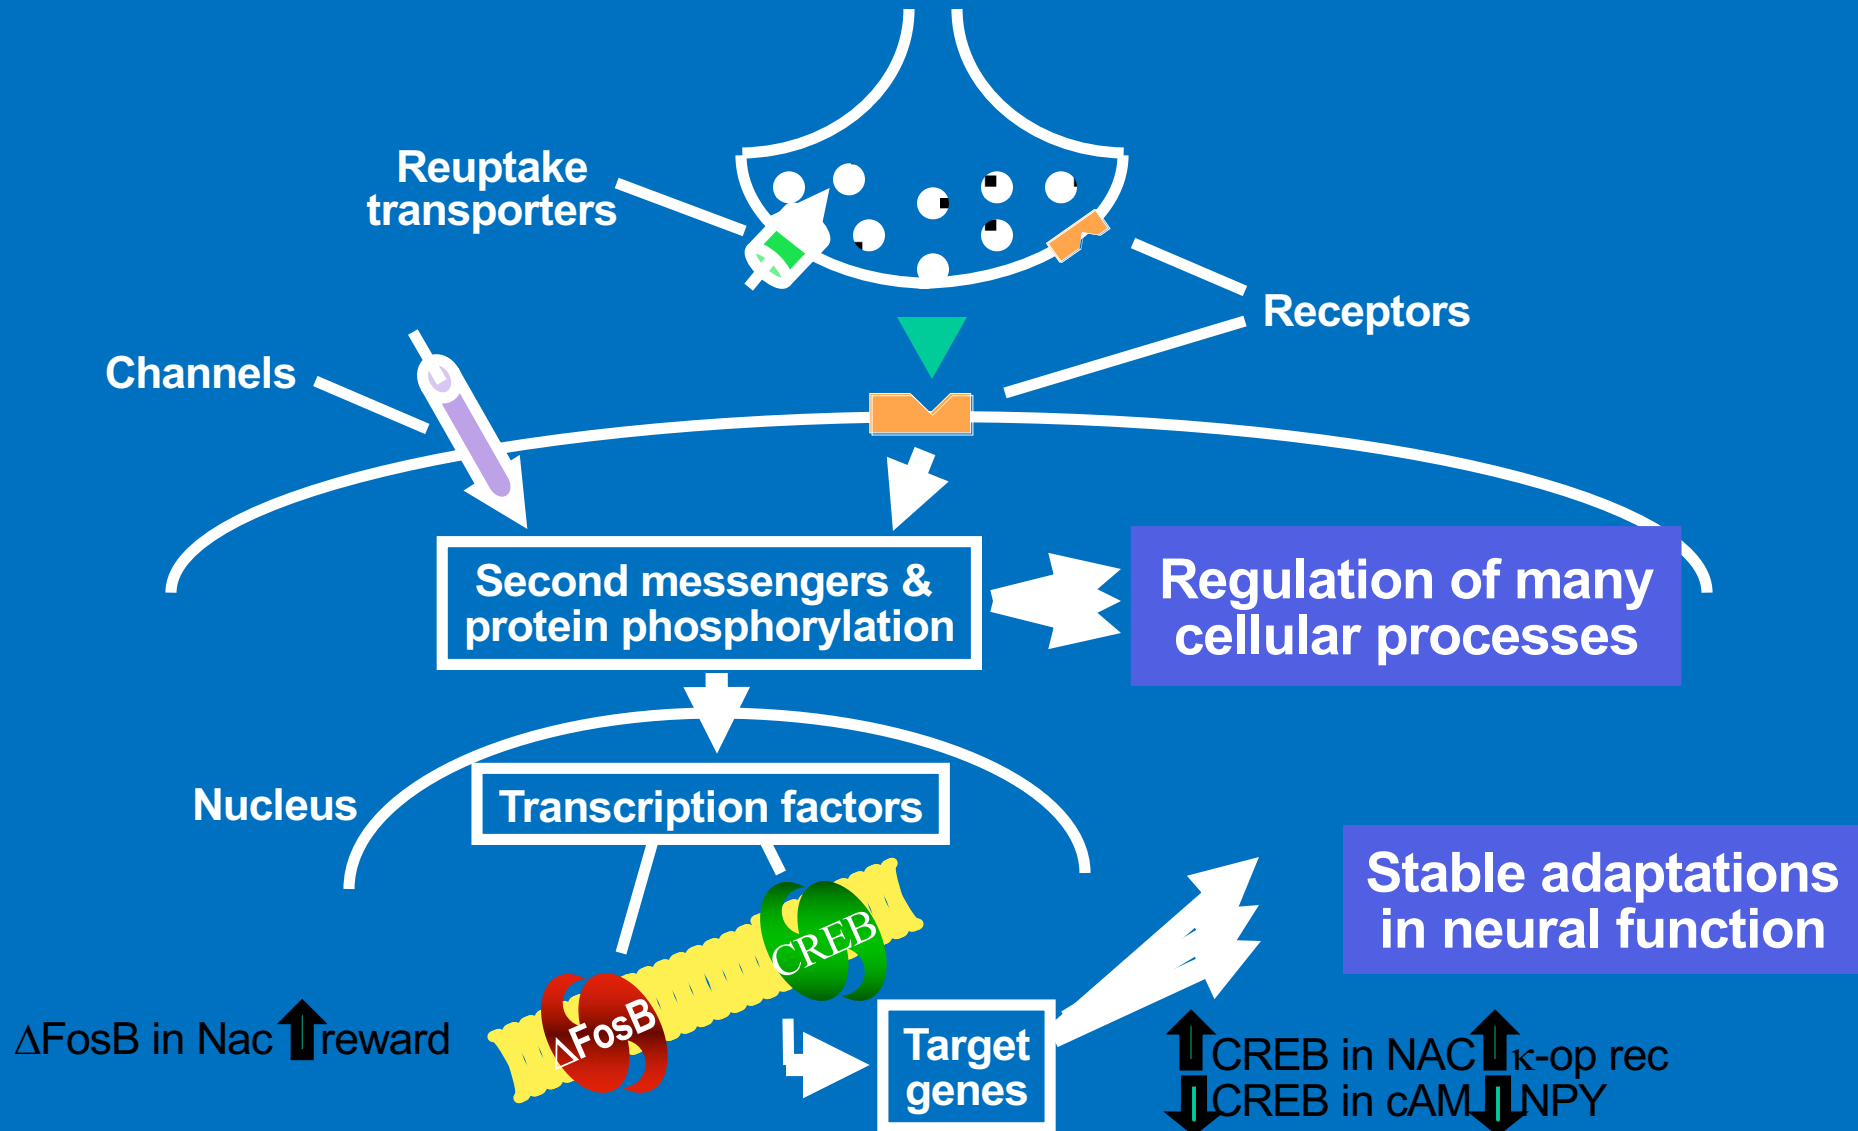 Reuptake
transporters
Receptors
Channels
Second messengers &
protein phosphorylation
Regulation of many
cellular processes
Nucleus
Transcription factors
Stable adaptations
in neural function
CREB
ΔFosB
ΔFosB in Nac reward
Target
genes
CREB in NAC κ-op rec
CREB in cAM NPY